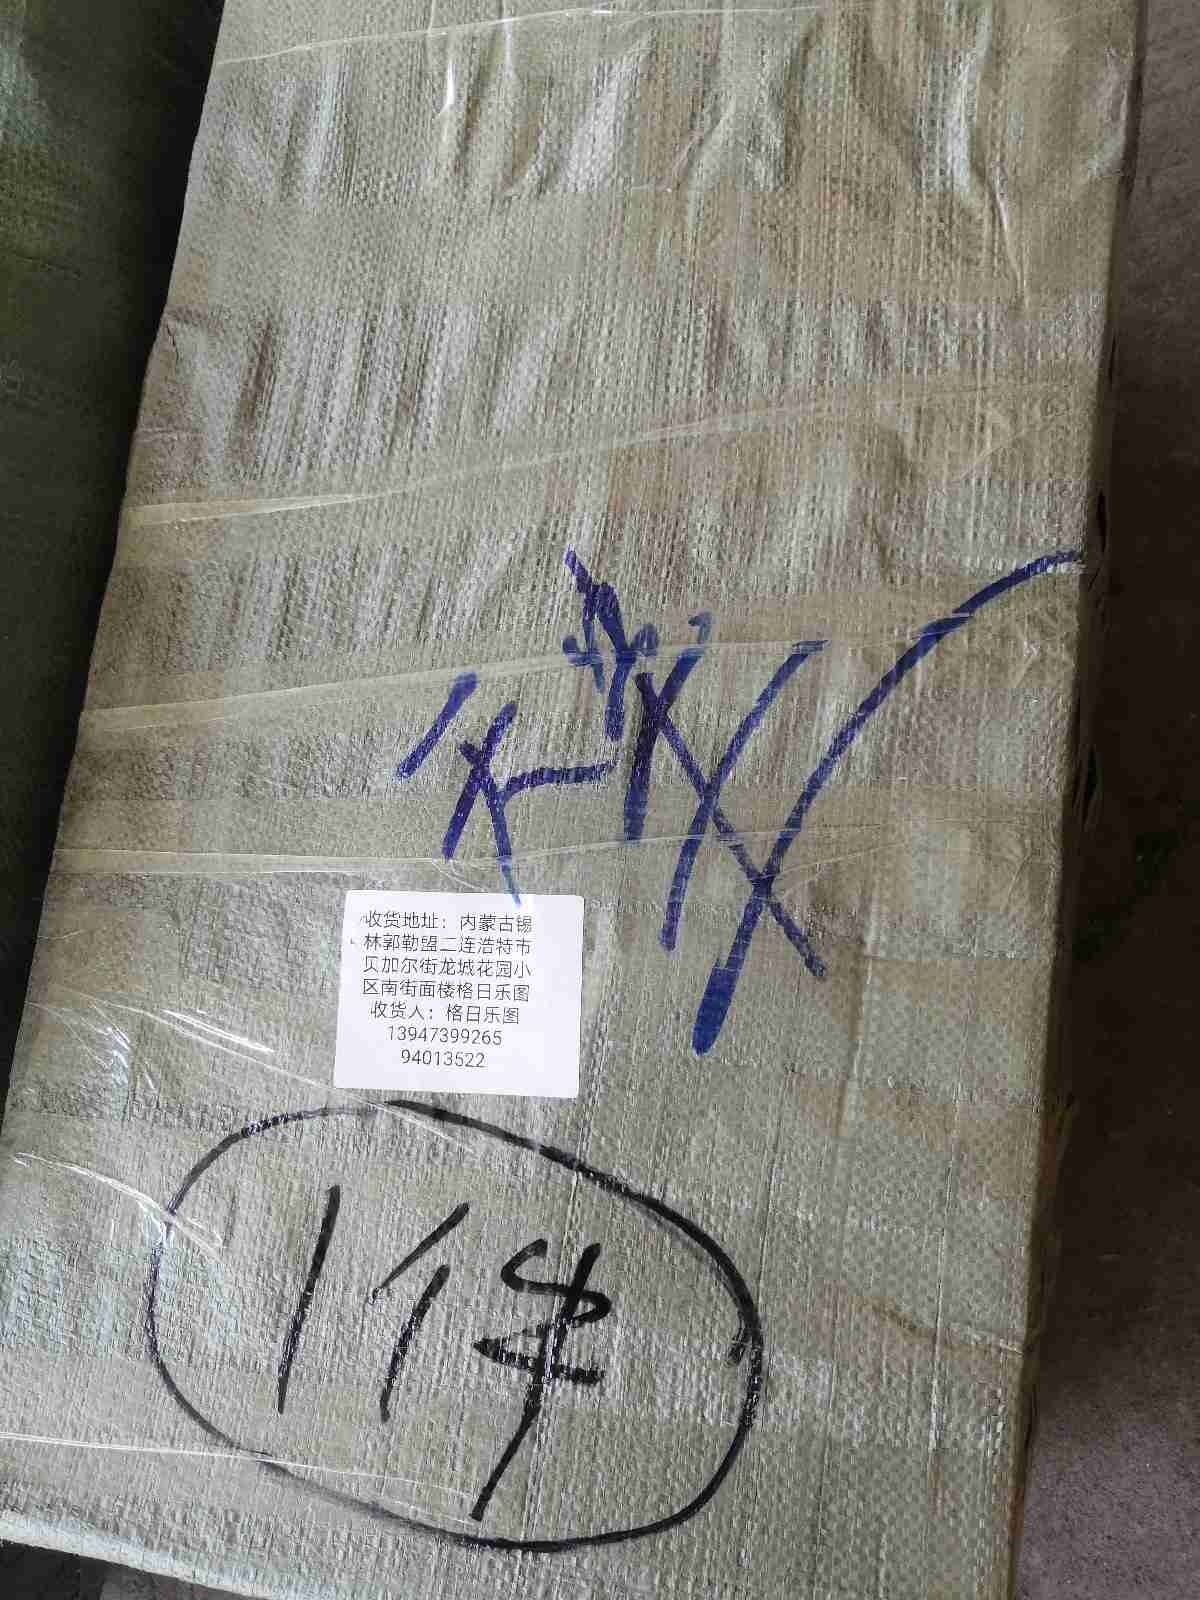 收货地址：内蒙古锡
林郭勒盟二连浩特市
贝加尔街龙城花园小
区南街面楼格日乐图
收货人：格日乐图
13947399265
94013522
1件